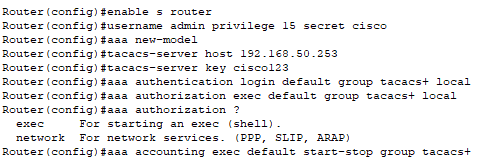 Router(config)#enable s router
Router(config)#username admin privilege 15 secret cisco
Router(config)#aaa new-model
Router(config)#tacacs-server host 192.168.50.253
Router(config)#tacacs-server key cisco123
Router(config)#aaa authentication login default group tacacs+ local
Router(config)#aaa authorization exec default group tacacs+ local
Router(config)#aaa authorization ?
  exec     For starting an exec (shell).
  network  For network services. (PPP, SLIP, ARAP)
Router(config)#aaa accounting exec default start-stop group tacacs+